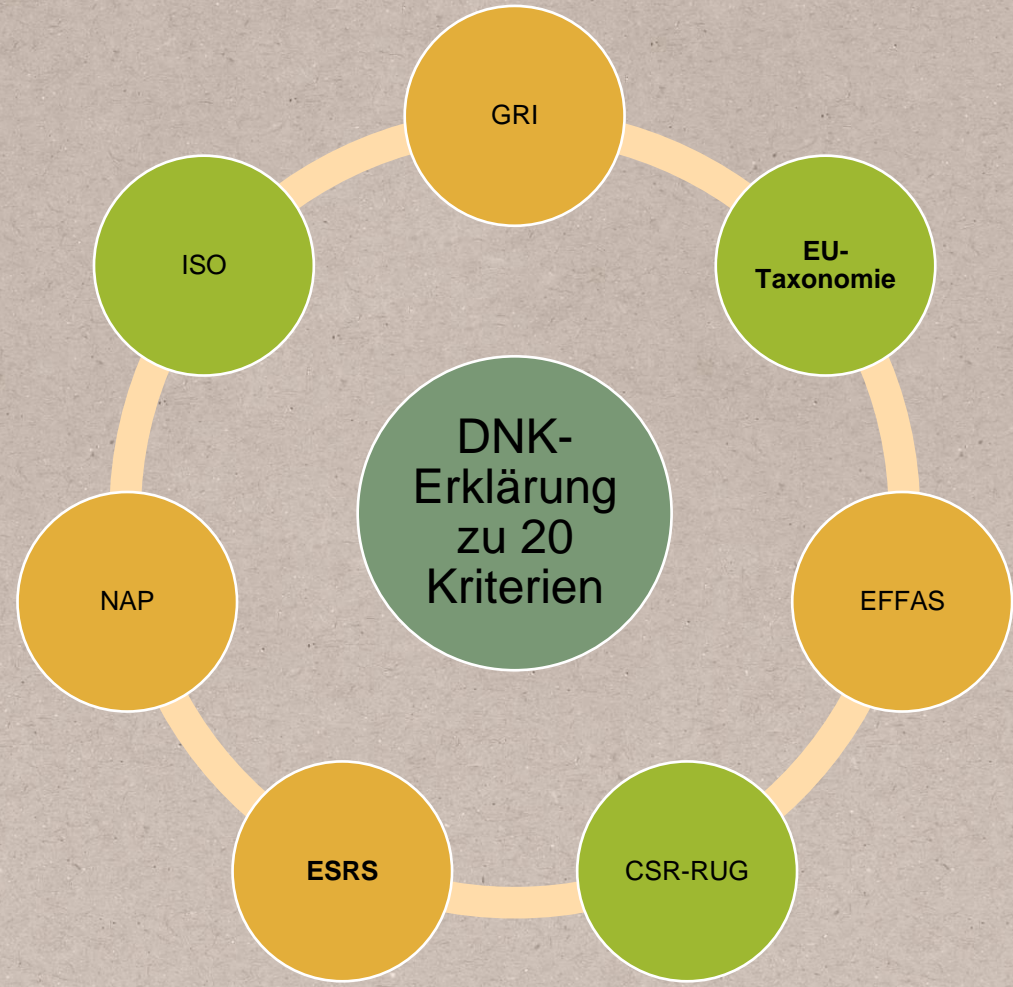 GRI
EU-
Taxonomie
EFFAS
CSR-RUG
ESRS
NAP
ISO
DNK-
Erklärung
zu 20
Kriterien